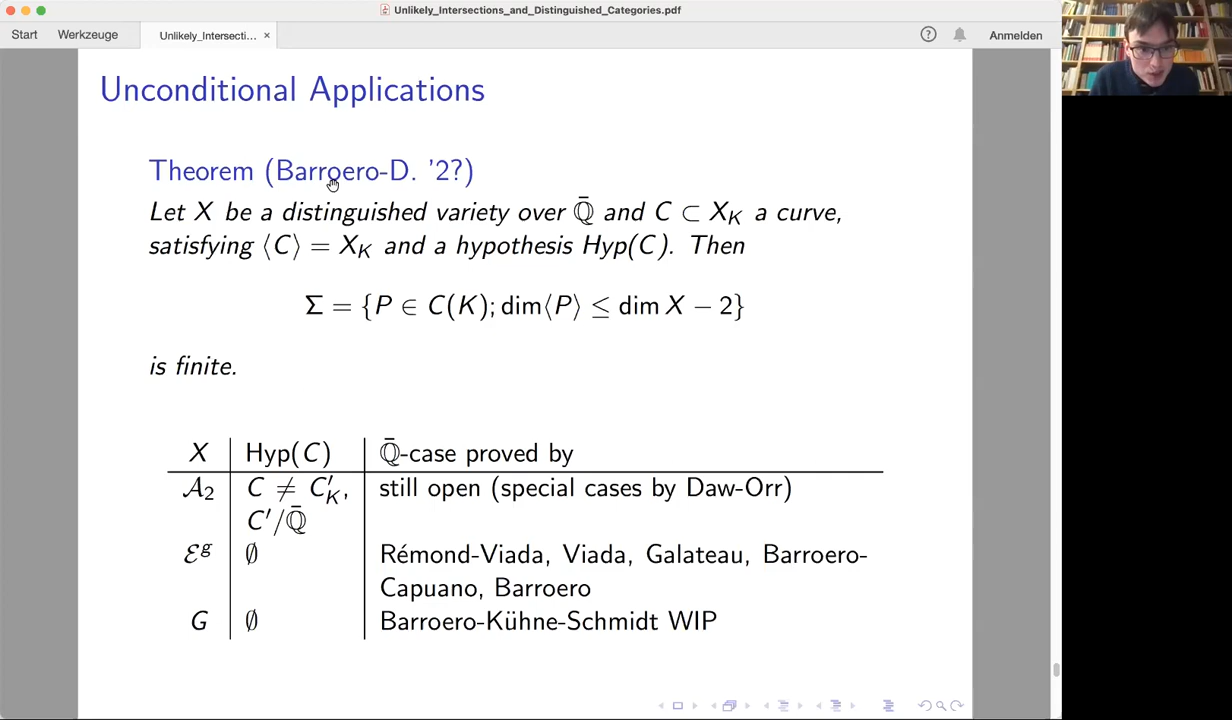 Unlikely_Intersections_and_Distinguished_Categories.pdf
Start Werkzeuge Unlikely_Intersecti... × Anmelden
Unconditional Applications
Theorem (Barroero-D. '2?)
Let X be a distinguished variety over Q̄ and C ⊂ X_K a curve,
satisfying ⟨C⟩ = X_K and a hypothesis Hyp(C). Then
Σ = {P ∈ C(K); dim⟨P⟩ ≤ dim X − 2}
is finite.
X Hyp(C) Q̄-case proved by
𝒜₂ C ≠ C′_K, still open (special cases by Daw-Orr)
C′/Q̄
ℰ^g ∅ Rémond-Viada, Viada, Galateau, Barroero-
Capuano, Barroero
G ∅ Barroero-Kühne-Schmidt WIP